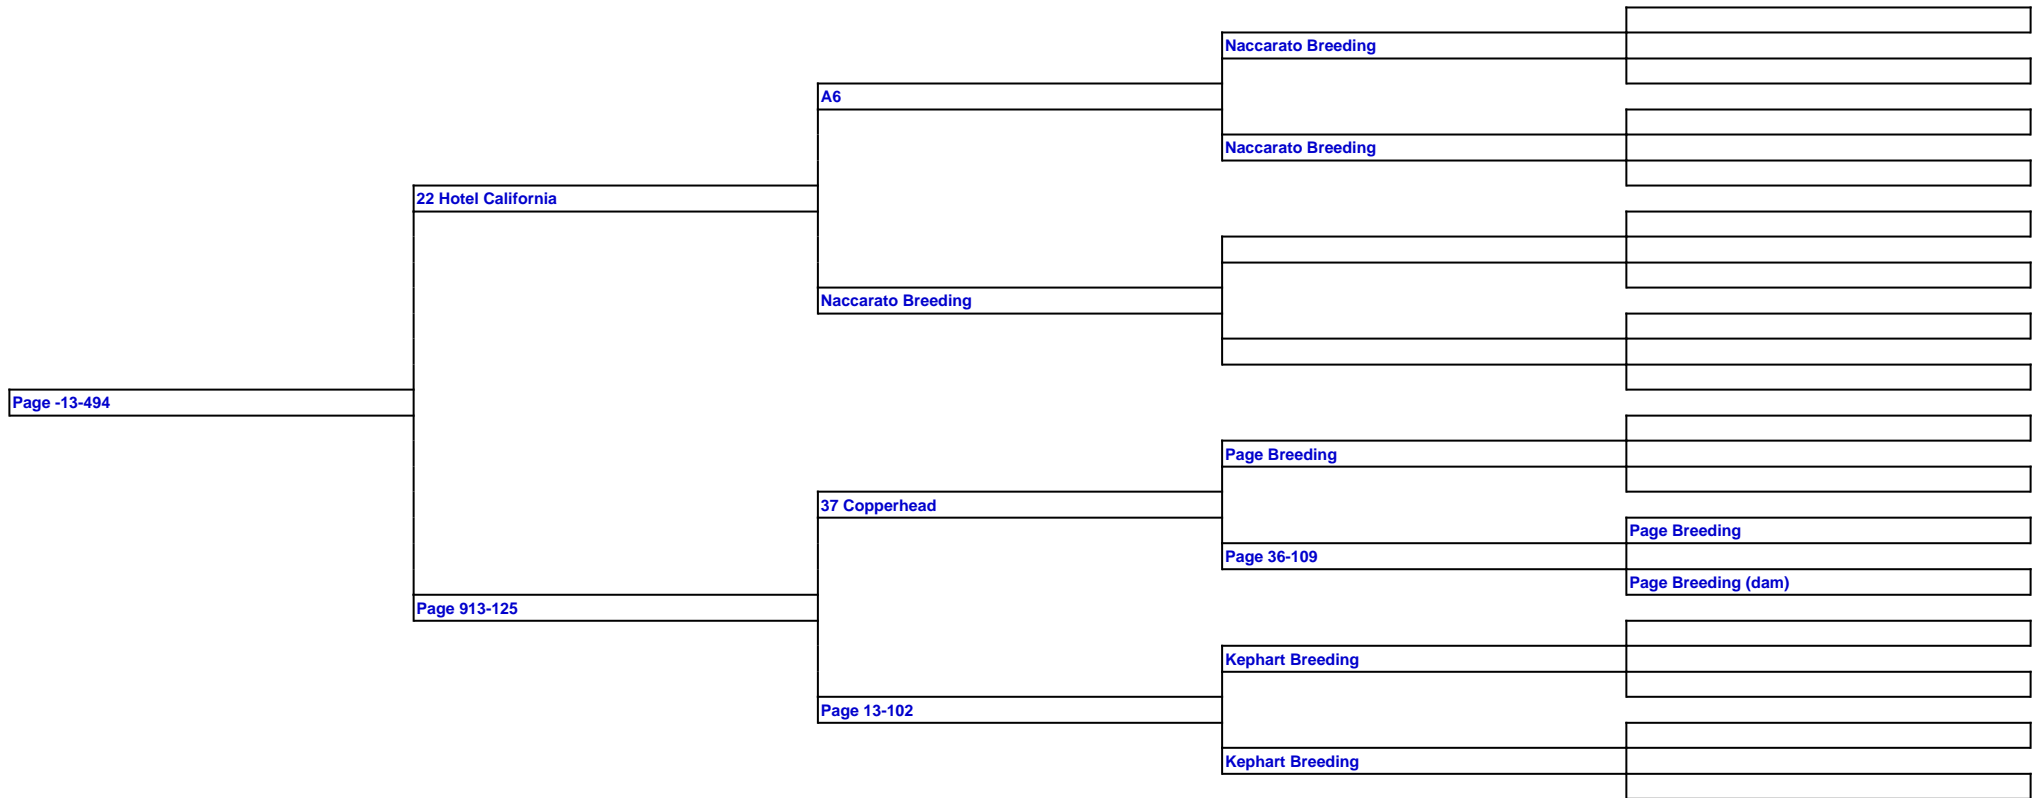 Naccarato Breeding
A6
Naccarato Breeding
22 Hotel California
Naccarato Breeding
Page -13-494
Page Breeding
37 Copperhead
Page Breeding
Page 36-109
Page Breeding (dam)
Page 913-125
Kephart Breeding
Page 13-102
Kephart Breeding